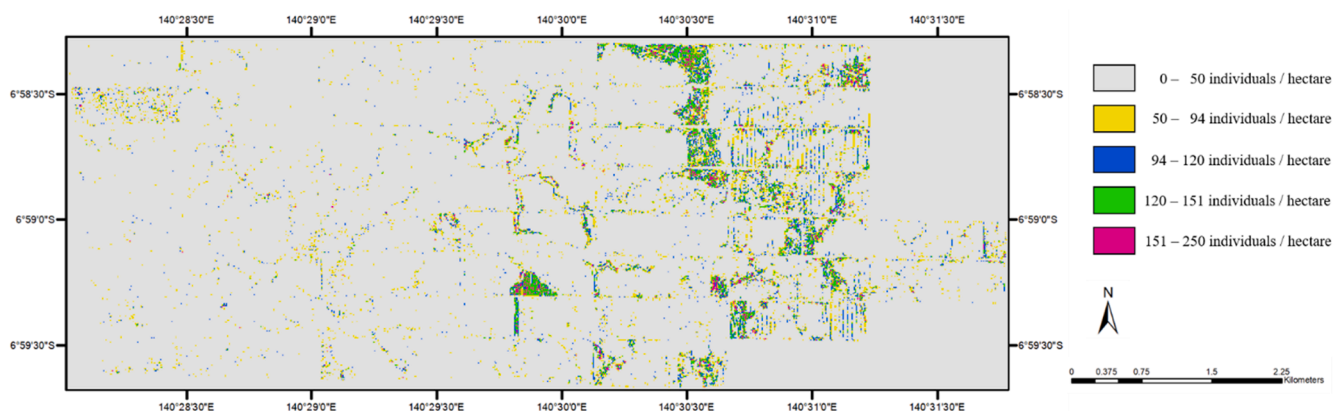 140°28'30"E 140°29'0"E 140°29'30"E 140°30'0"E 140°30'30"E 140°31'0"E 140°31'30"E
6°58'30"S 6°58'30"S
6°59'0"S 6°59'0"S
6°59'30"S 6°59'30"S
140°28'30"E 140°29'0"E 140°29'30"E 140°30'0"E 140°30'30"E 140°31'0"E 140°31'30"E
0 – 50 individuals / hectare
50 – 94 individuals / hectare
94 – 120 individuals / hectare
120 – 151 individuals / hectare
151 – 250 individuals / hectare
N
0 0.375 0.75 1.5 2.25
Kilometers